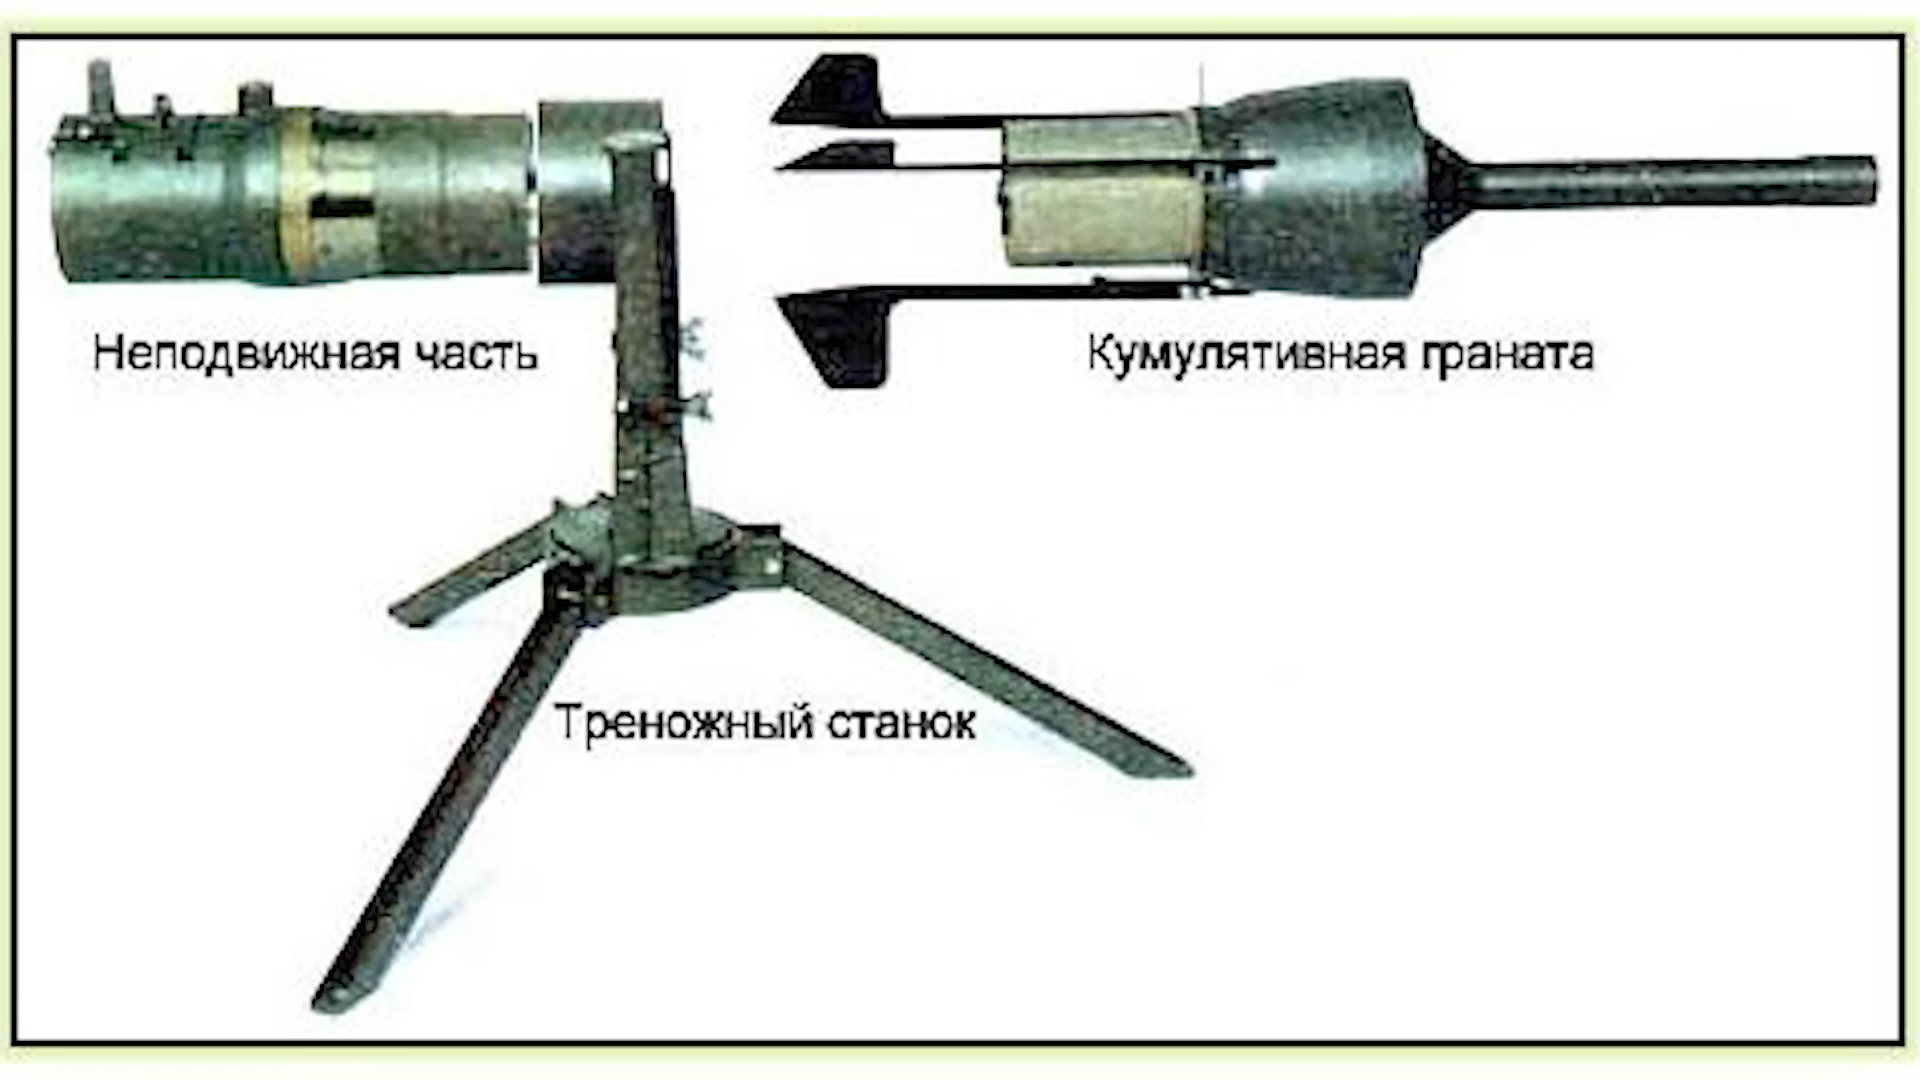 Неподвижная часть
Кумулятивная граната
Треножный станок